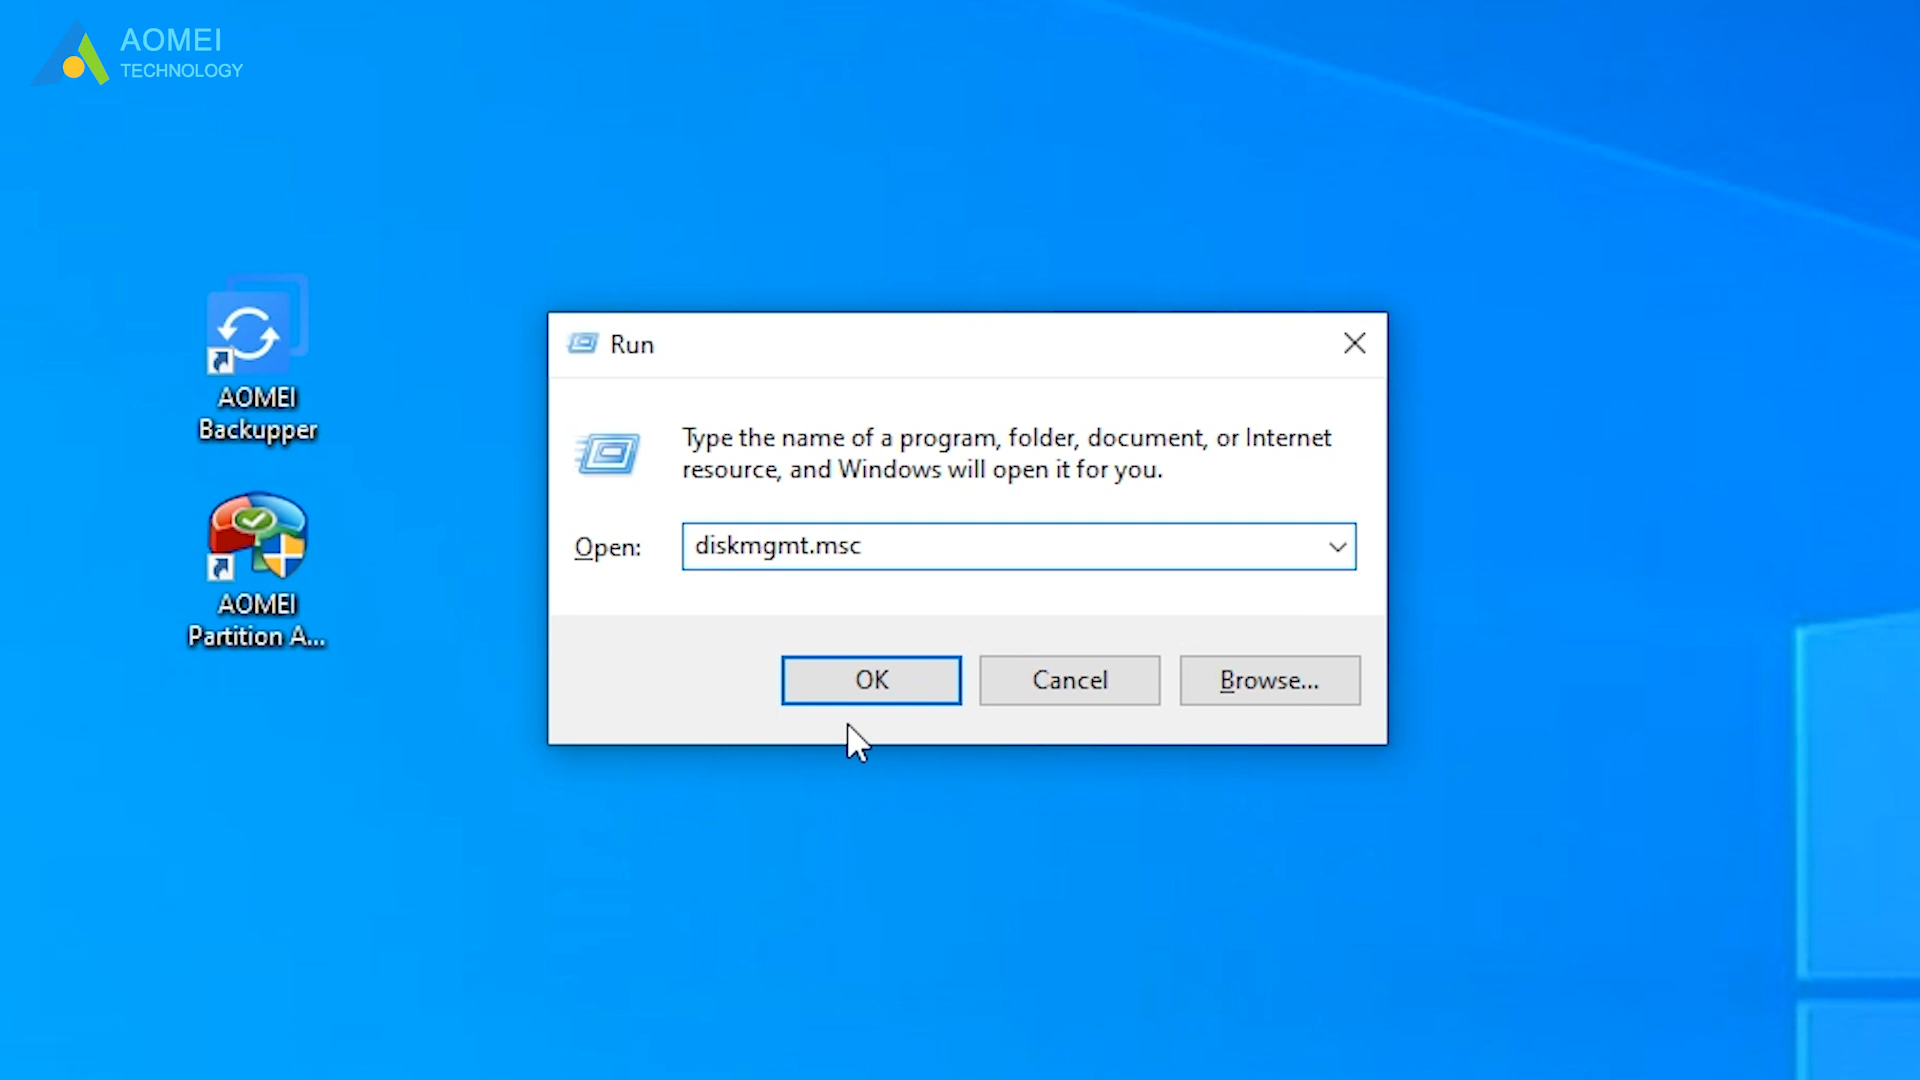 AOMEI
TECHNOLOGY
AOMEI
Backupper
AOMEI
Partition A...
Run
Type the name of a program, folder, document, or Internet
resource, and Windows will open it for you.
Open:
diskmgmt.msc
OK
Cancel
Browse...